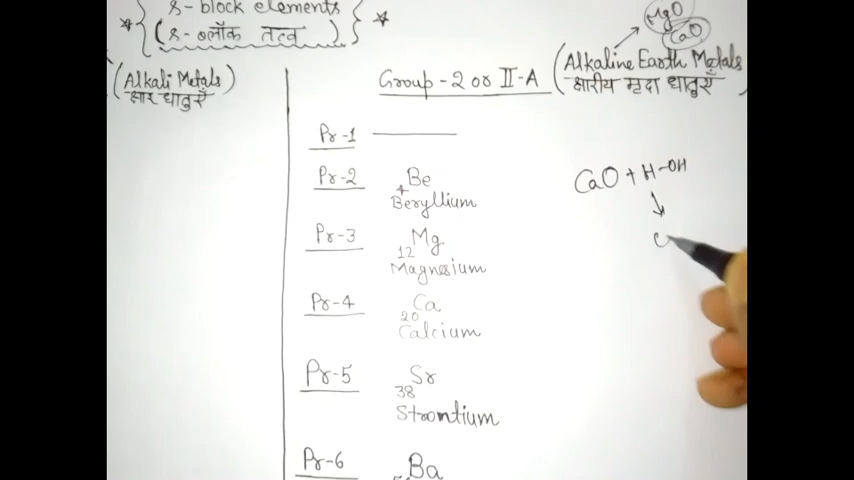 s-block elements
(s-ब्लॉक तत्व)
MgO
CaO
(Alkali Metals)
क्षार धातुएँ
Group-2 or II-A
(Alkaline Earth Metals
क्षारीय मृदा धातुएँ)
Pr-1
Pr-2 Be
4
Beryllium
Pr-3 Mg
12
Magnesium
Pr-4 Ca
20
Calcium
Pr-5 Sr
38
Strontium
Pr-6 Ba
CaO + H-OH